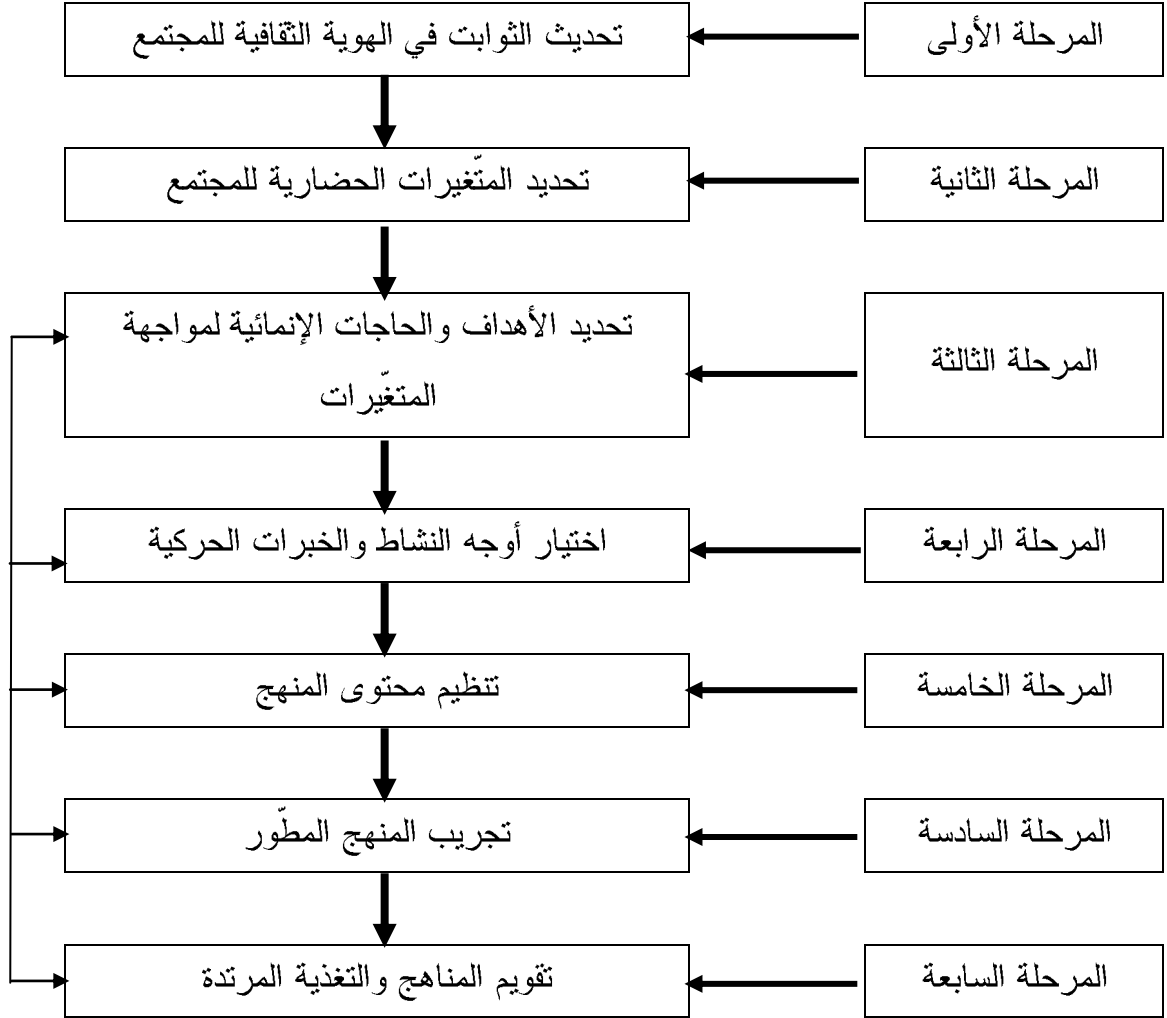 المرحلة الأولى
تحديث الثوابت في الهوية الثقافية للمجتمع
المرحلة الثانية
تحديد المتّغيرات الحضارية للمجتمع
المرحلة الثالثة
تحديد الأهداف والحاجات الإنمائية لمواجهة
المتغيّرات
المرحلة الرابعة
اختيار أوجه النشاط والخبرات الحركية
المرحلة الخامسة
تنظيم محتوى المنهج
المرحلة السادسة
تجريب المنهج المطّور
المرحلة السابعة
تقويم المناهج والتغذية المرتدة